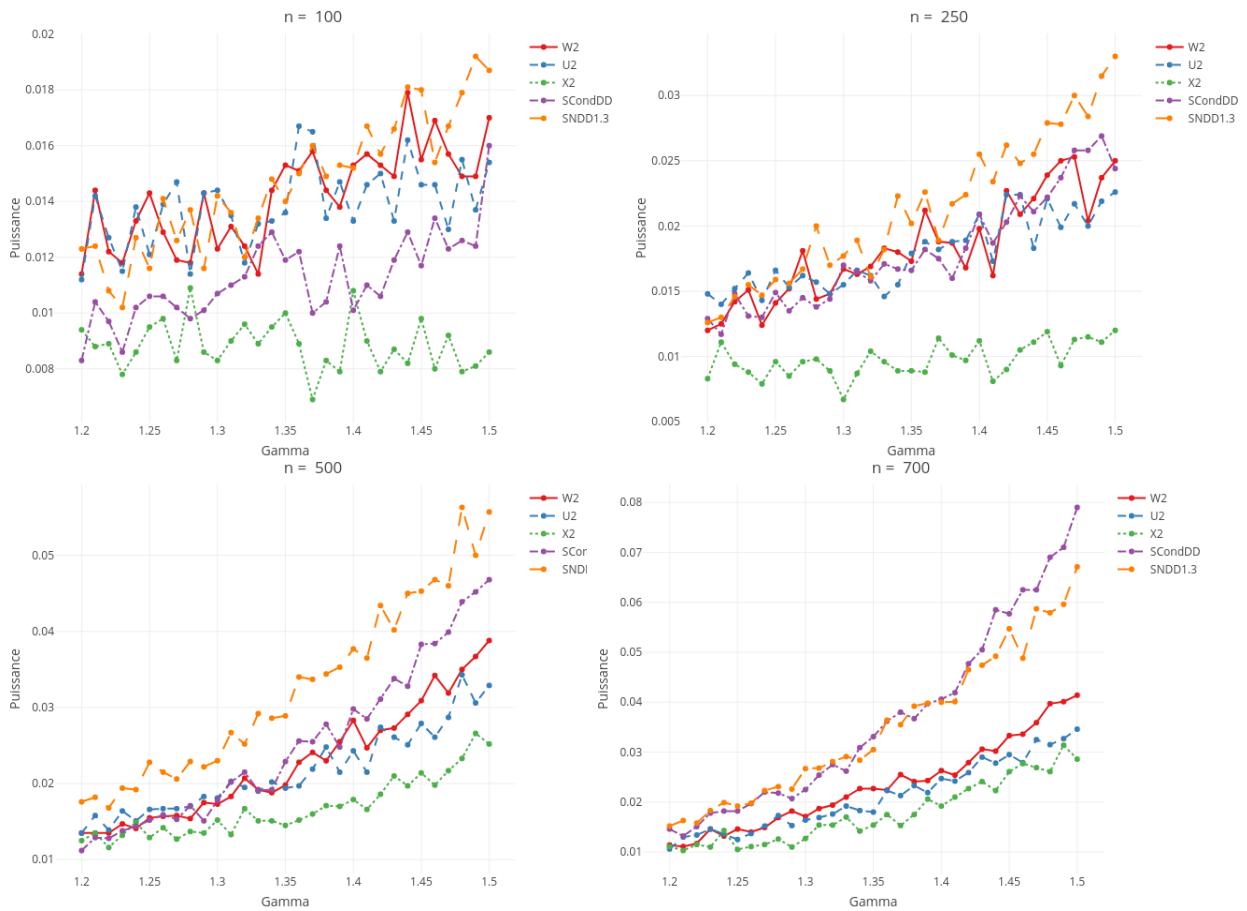 n = 100
0.02
0.018
0.016
0.014
0.012
0.01
0.008
Puissance
1.2 1.25 1.3 1.35 1.4 1.45 1.5
Gamma
W2
U2
X2
SCondDD
SNDD1.3
n = 250
0.03
0.025
0.02
0.015
0.01
0.005
Puissance
1.2 1.25 1.3 1.35 1.4 1.45 1.5
Gamma
W2
U2
X2
SCondDD
SNDD1.3
n = 500
0.05
0.04
0.03
0.02
0.01
Puissance
1.2 1.25 1.3 1.35 1.4 1.45 1.5
Gamma
W2
U2
X2
SCor
SNDI
n = 700
0.08
0.07
0.06
0.05
0.04
0.03
0.02
0.01
Puissance
1.2 1.25 1.3 1.35 1.4 1.45 1.5
Gamma
W2
U2
X2
SCondDD
SNDD1.3